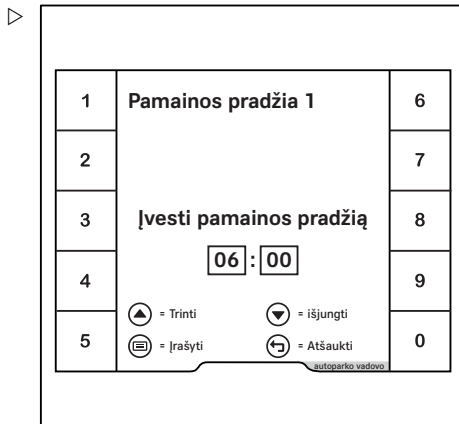 1 Pamainos pradžia 1 6
2 7
3 Įvesti pamainos pradžią 8
06 : 00
4 9
= Trinti = išjungti
5 = Įrašyti = Atšaukti 0
autoparko vadovo